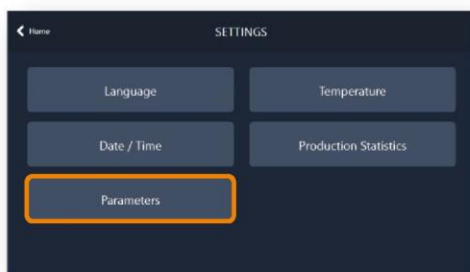 Home
SETTINGS
Language
Temperature
Date / Time
Production Statistics
Parameters